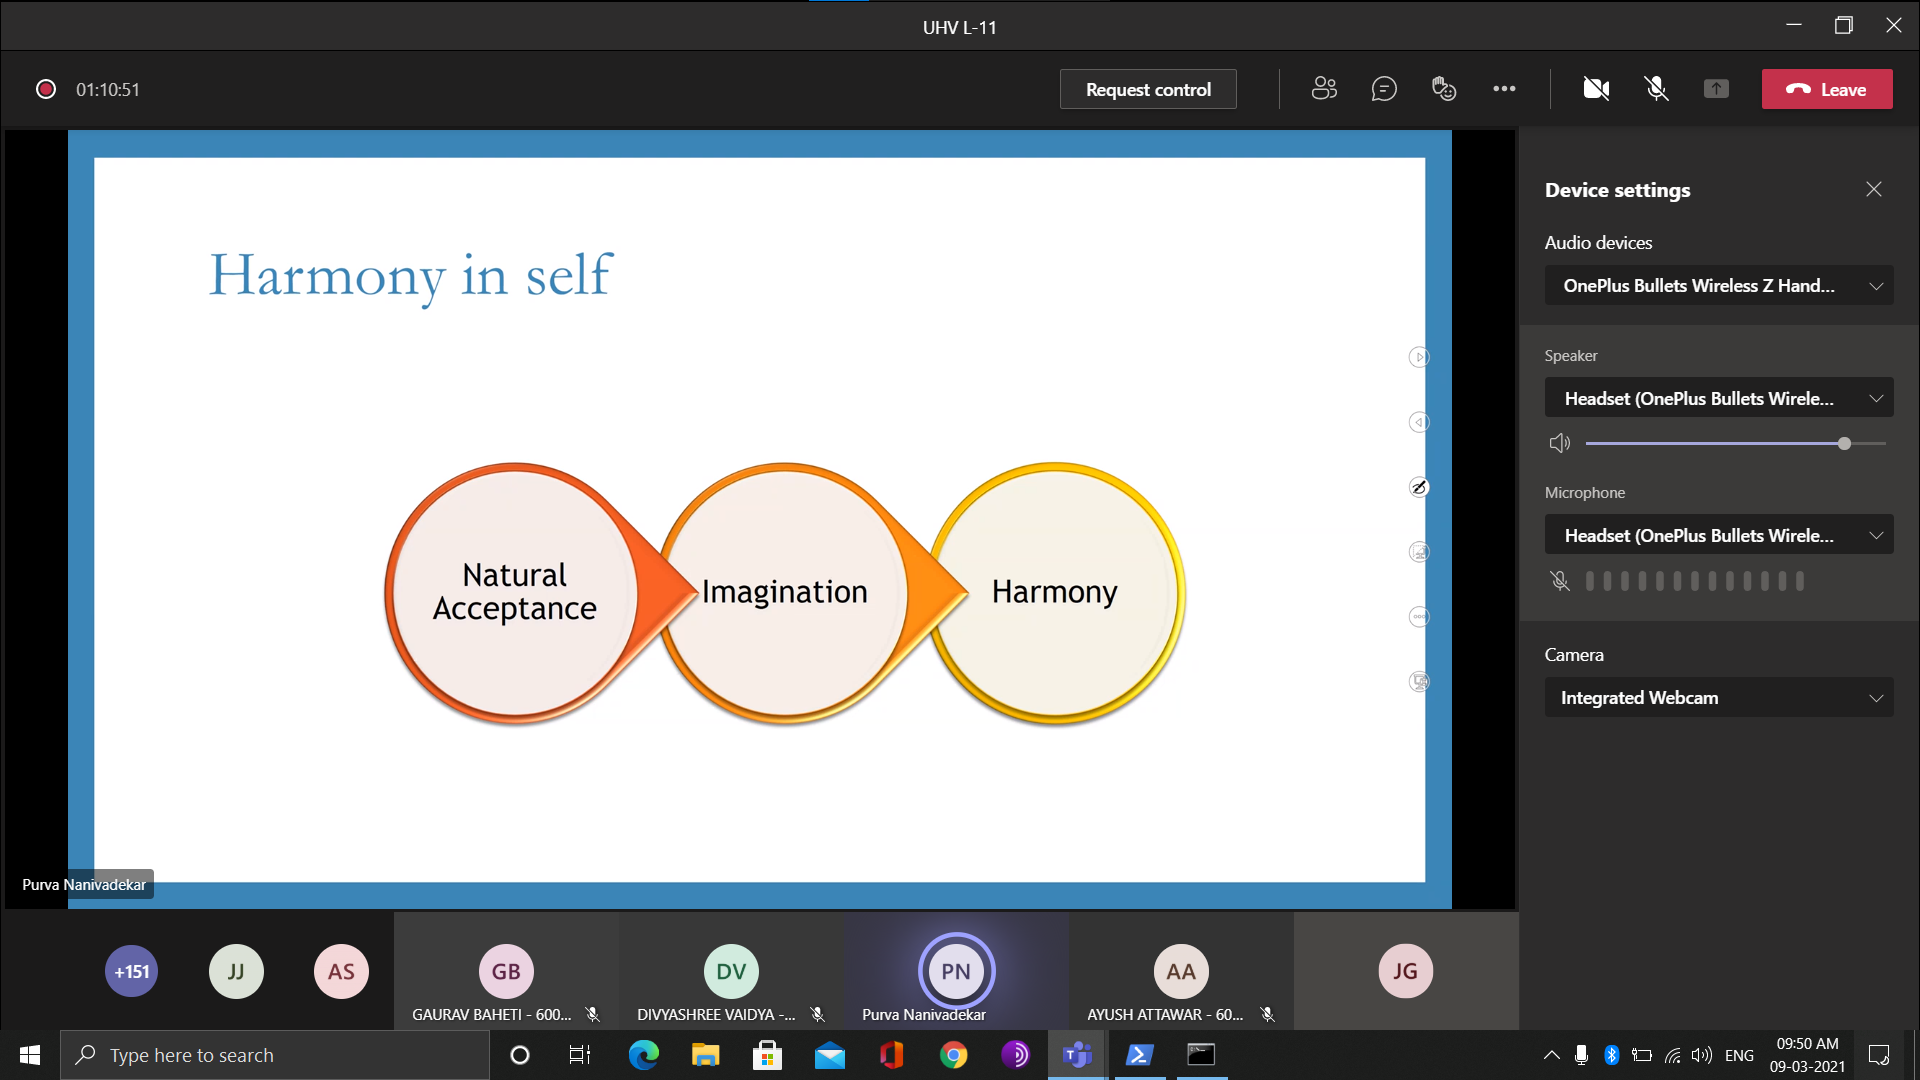 UHV L-11
01:10:51
Request control
Leave
Harmony in self
Natural
Acceptance
Imagination
Harmony
Purva Nanivadekar
Device settings
Audio devices
OnePlus Bullets Wireless Z Hand...
Speaker
Headset (OnePlus Bullets Wirele...
Microphone
Headset (OnePlus Bullets Wirele...
Camera
Integrated Webcam
+151
JJ
AS
GB
GAURAV BAHETI - 600...
DV
DIVYASHREE VAIDYA -...
PN
Purva Nanivadekar
AA
AYUSH ATTAWAR - 60...
JG
Type here to search
ENG
09:50 AM
09-03-2021